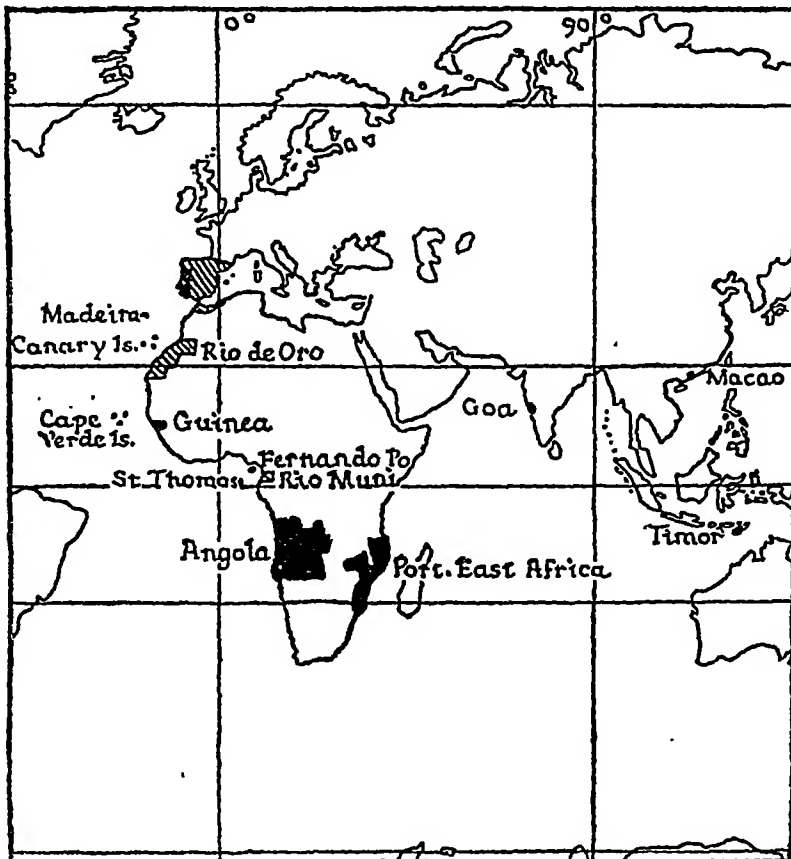 0° 90°
Madeira
Canary Is.
Rio de Oro
Macao
Goa
Cape
Verde Is.
Guinea
Fernando Po
St. Thomas
Rio Muni
Timor
Angola
Port. East Africa